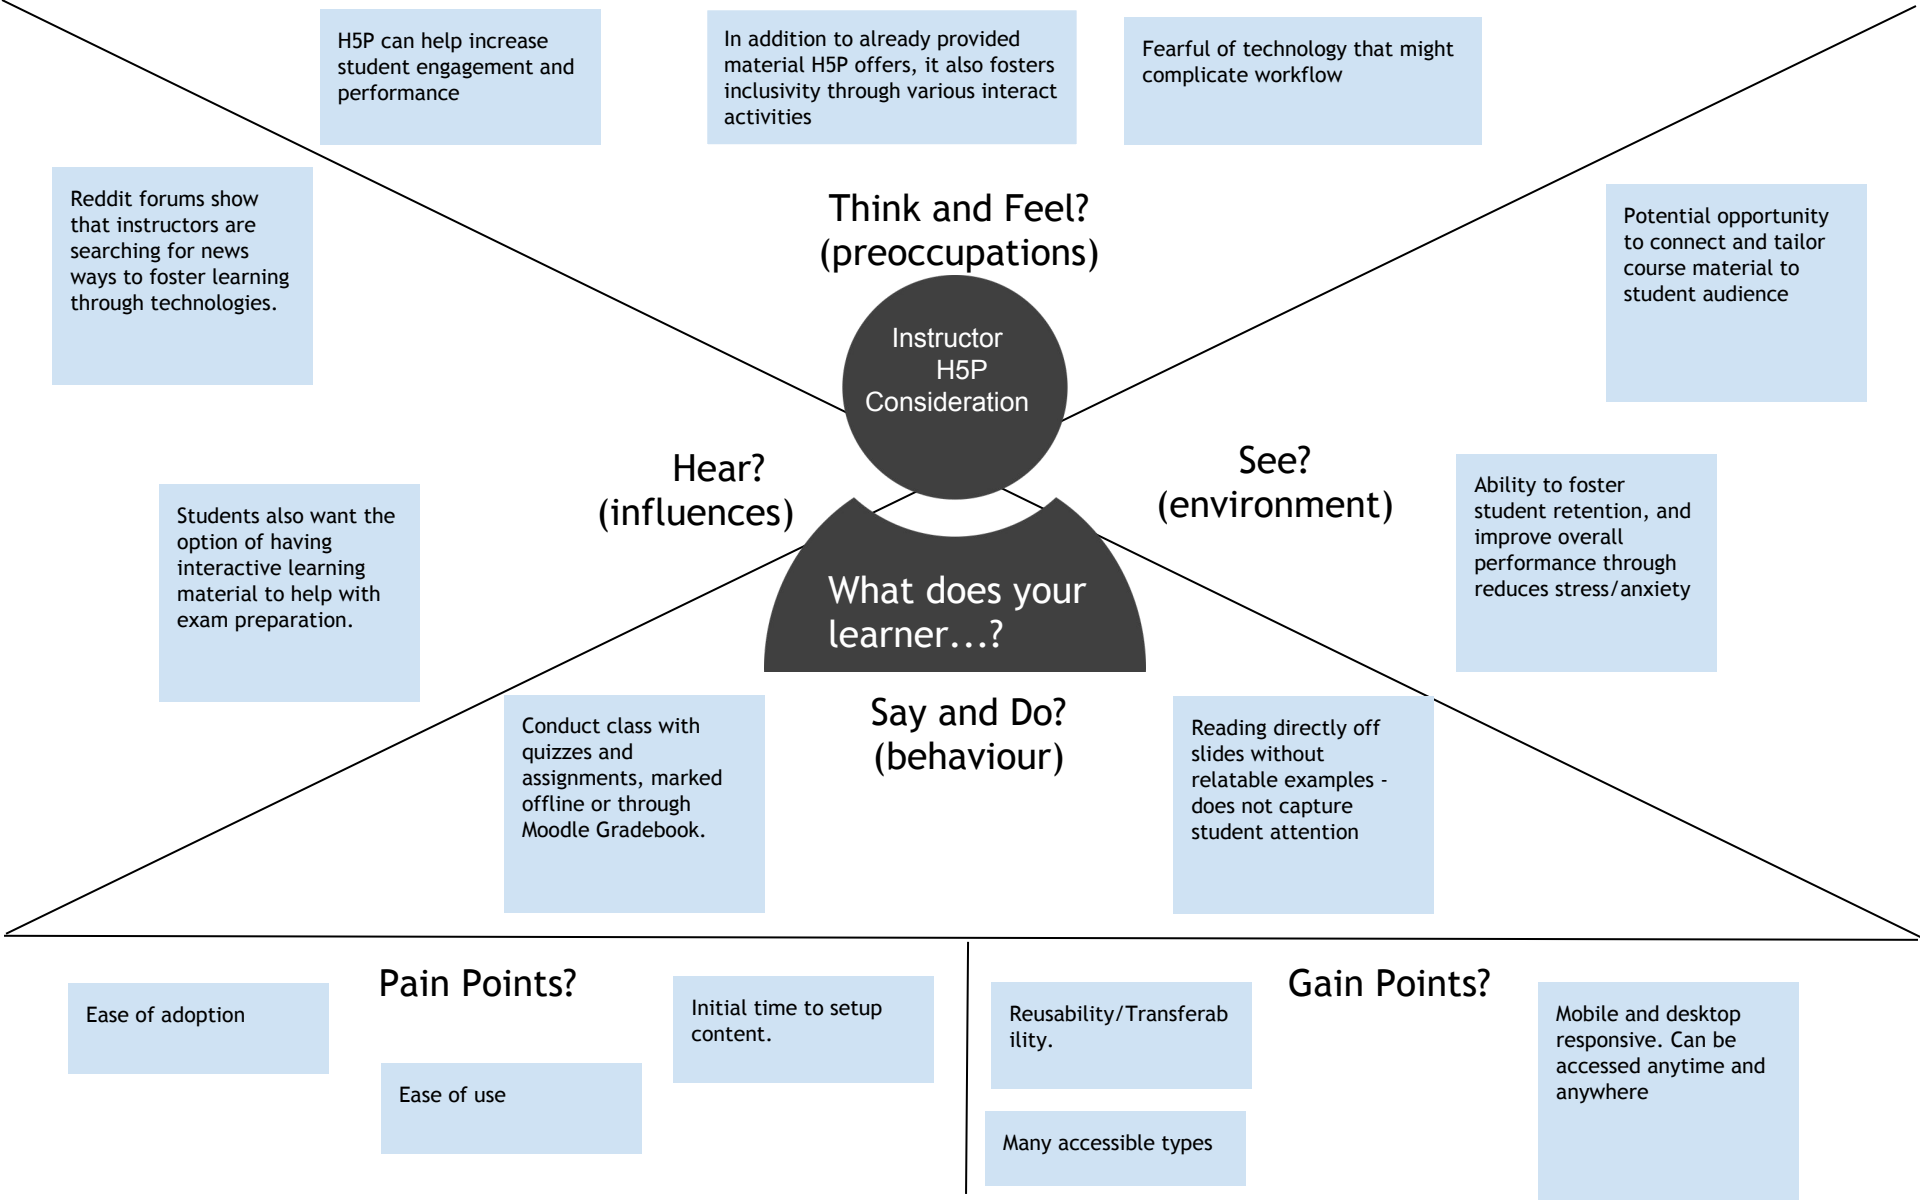 H5P can help increase
student engagement and
performance
In addition to already provided
material H5P offers, it also fosters
inclusivity through various interact
activities
Fearful of technology that might
complicate workflow
Reddit forums show
that instructors are
searching for news
ways to foster learning
through technologies.
Think and Feel?
(preoccupations)
Potential opportunity
to connect and tailor
course material to
student audience
Instructor
H5P
Consideration
Hear?
(influences)
See?
(environment)
Students also want the
option of having
interactive learning
material to help with
exam preparation.
Ability to foster
student retention, and
improve overall
performance through
reduces stress/anxiety
What does your
learner...?
Say and Do?
(behaviour)
Conduct class with
quizzes and
assignments, marked
offline or through
Moodle Gradebook.
Reading directly off
slides without
relatable examples -
does not capture
student attention
Pain Points?
Ease of adoption
Initial time to setup
content.
Ease of use
Gain Points?
Reusability/Transferab
ility.
Many accessible types
Mobile and desktop
responsive. Can be
accessed anytime and
anywhere